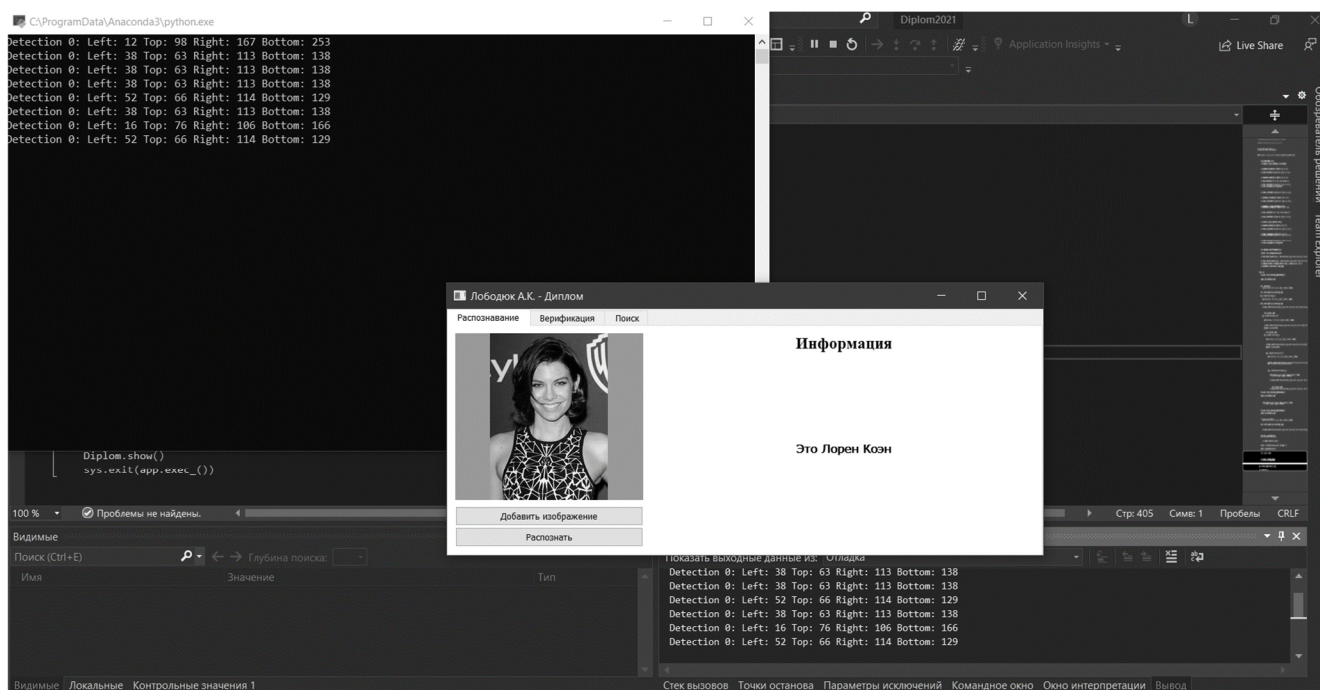 C:\ProgramData\Anaconda3\python.exe
Detection 0: Left: 12 Top: 98 Right: 167 Bottom: 253
Detection 0: Left: 38 Top: 63 Right: 113 Bottom: 138
Detection 0: Left: 38 Top: 63 Right: 113 Bottom: 138
Detection 0: Left: 38 Top: 63 Right: 113 Bottom: 138
Detection 0: Left: 52 Top: 66 Right: 114 Bottom: 129
Detection 0: Left: 38 Top: 63 Right: 113 Bottom: 138
Detection 0: Left: 16 Top: 76 Right: 106 Bottom: 166
Detection 0: Left: 52 Top: 66 Right: 114 Bottom: 129
Diplom2021
L
Application Insights
Live Share
Обозреватель решений
Team Explorer
Лободюк А.К. - Диплом
Распознавание Верификация Поиск
Информация
Это Лорен Коэн
Добавить изображение
Распознать
Diplom.show()
sys.exit(app.exec_())
100 % Проблемы не найдены.
Стр: 405 Симв: 1 Пробелы CRLF
Видимые
Поиск (Ctrl+E) Глубина поиска:
Имя Значение Тип
Показать выходные данные из: Отладка
Detection 0: Left: 38 Top: 63 Right: 113 Bottom: 138
Detection 0: Left: 38 Top: 63 Right: 113 Bottom: 138
Detection 0: Left: 52 Top: 66 Right: 114 Bottom: 129
Detection 0: Left: 38 Top: 63 Right: 113 Bottom: 138
Detection 0: Left: 16 Top: 76 Right: 106 Bottom: 166
Detection 0: Left: 52 Top: 66 Right: 114 Bottom: 129
Видимые Локальные Контрольные значения 1
Стек вызовов Точки останова Параметры исключений Командное окно Окно интерпретации Вывод